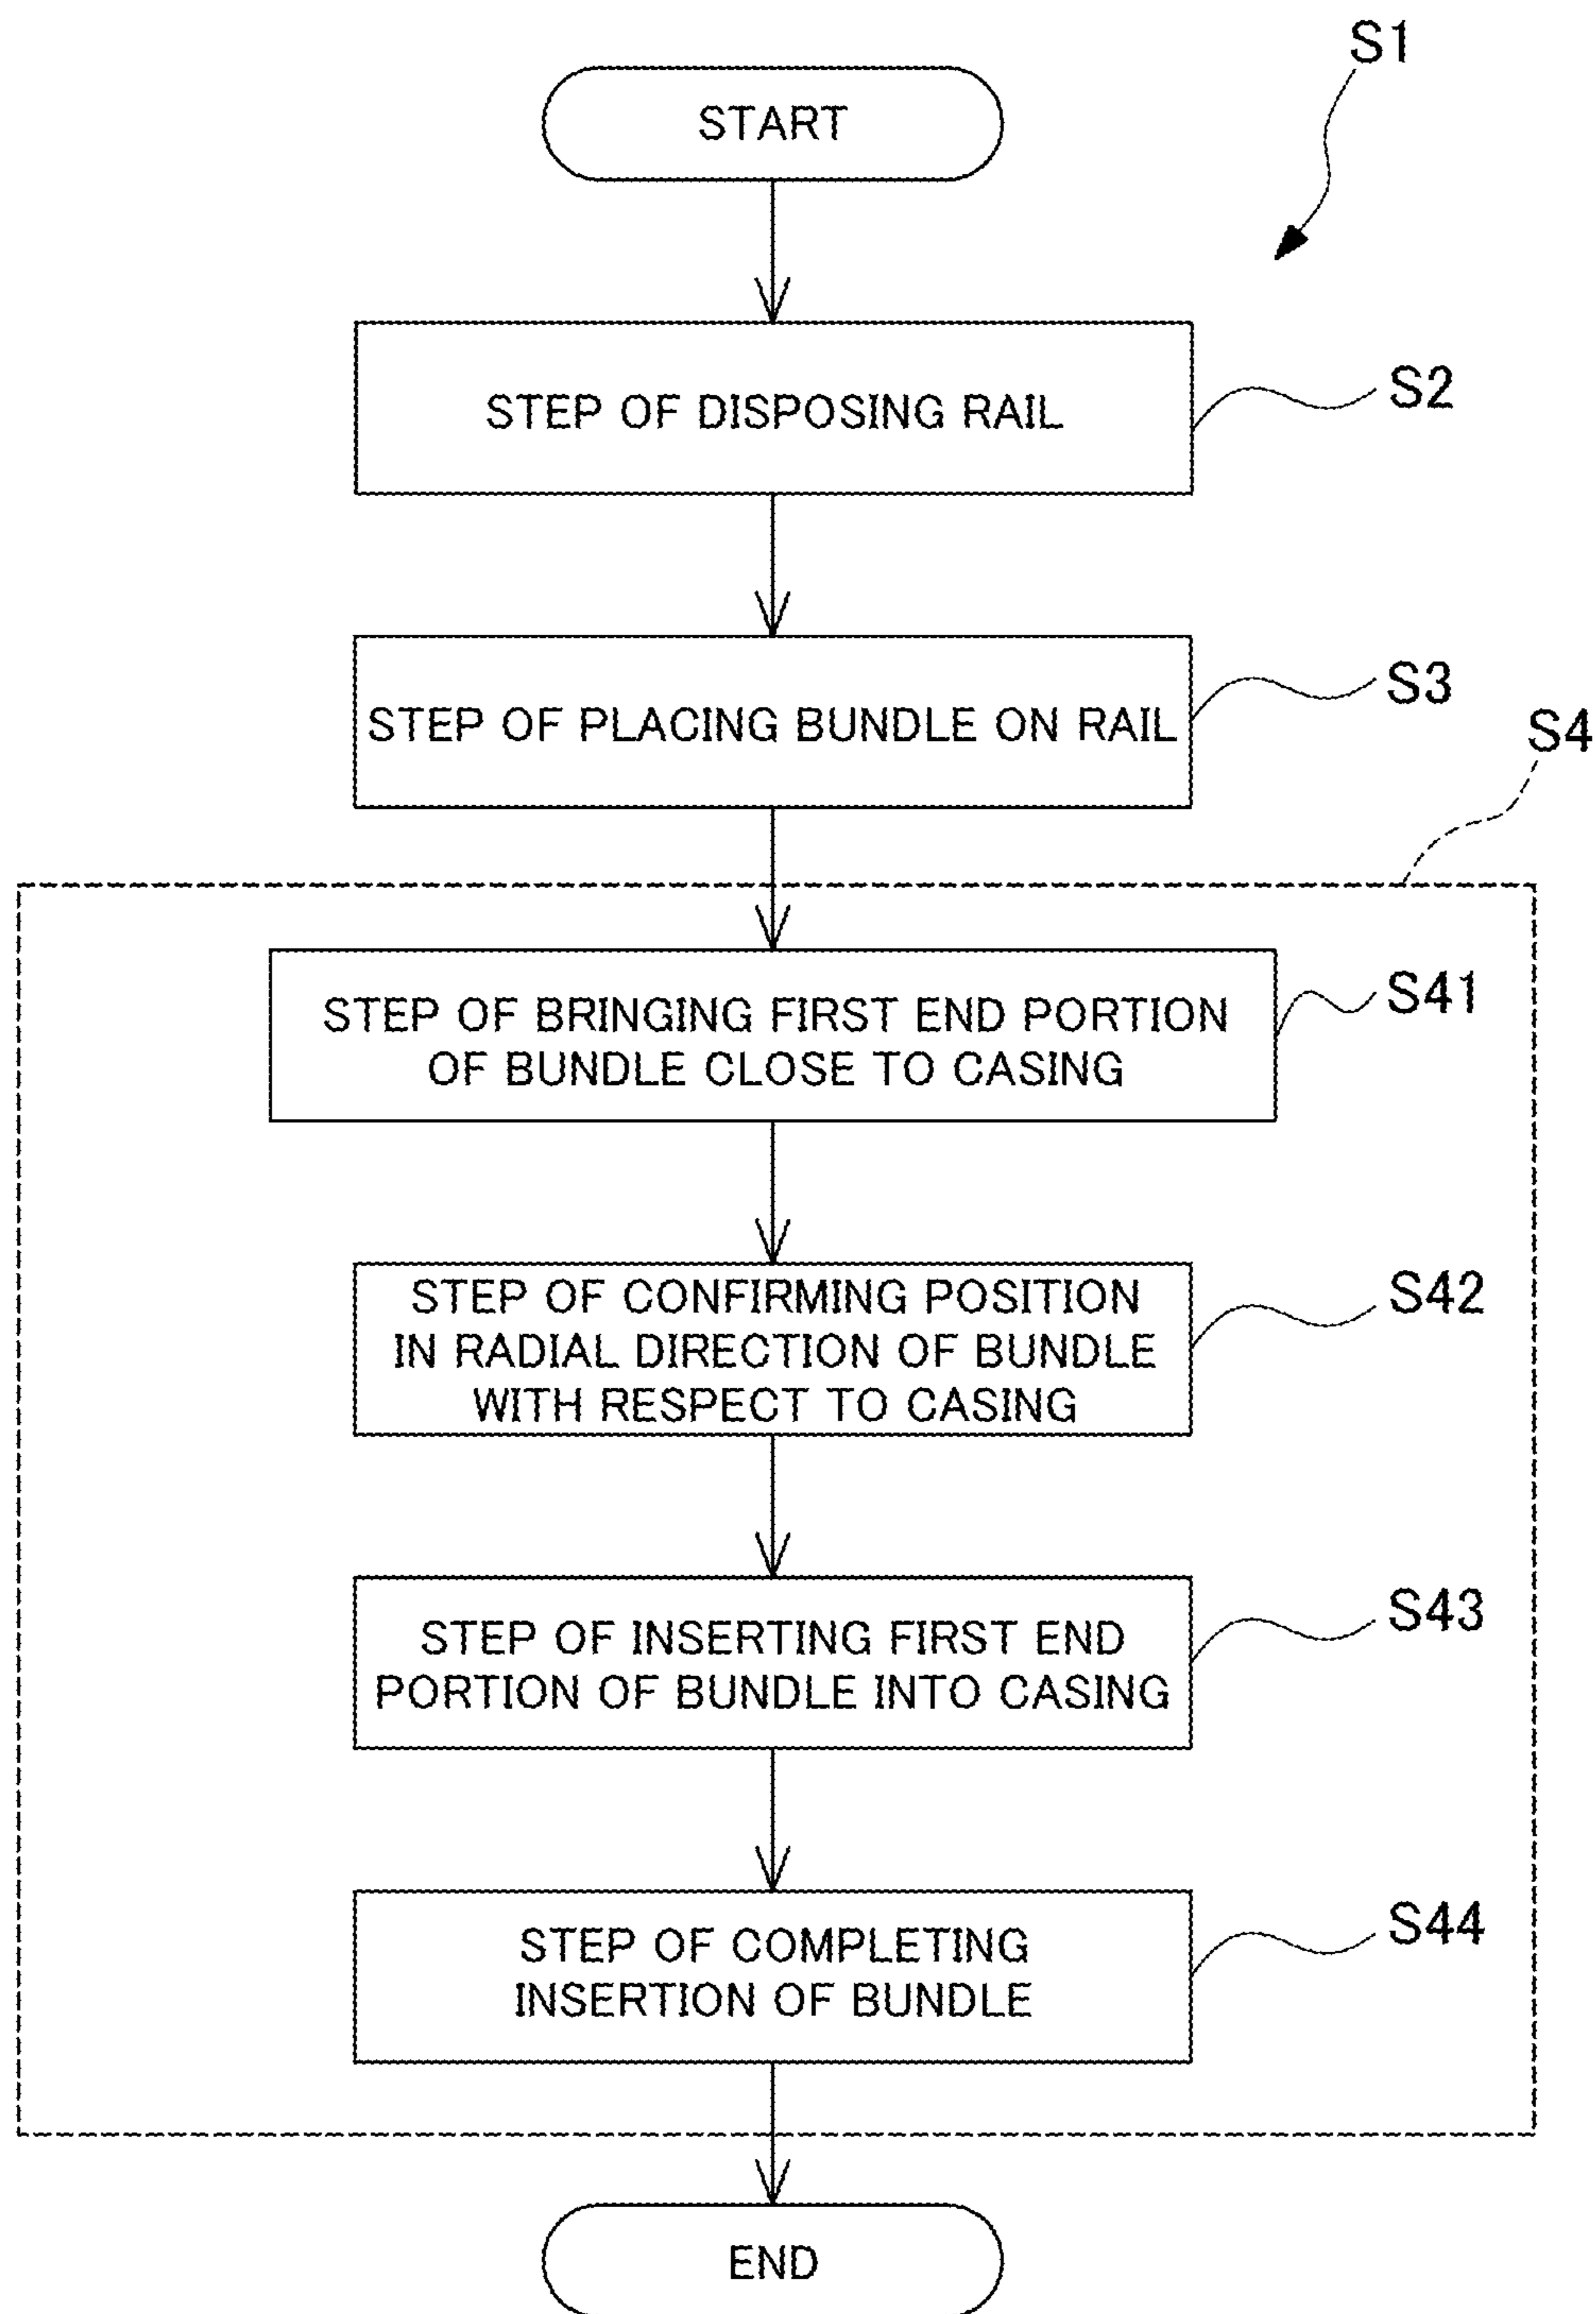 S1
START
STEP OF DISPOSING RAIL
S2
STEP OF PLACING BUNDLE ON RAIL
S3
S4
STEP OF BRINGING FIRST END PORTION
OF BUNDLE CLOSE TO CASING
S41
STEP OF CONFIRMING POSITION
IN RADIAL DIRECTION OF BUNDLE
WITH RESPECT TO CASING
S42
STEP OF INSERTING FIRST END
PORTION OF BUNDLE INTO CASING
S43
STEP OF COMPLETING
INSERTION OF BUNDLE
S44
END